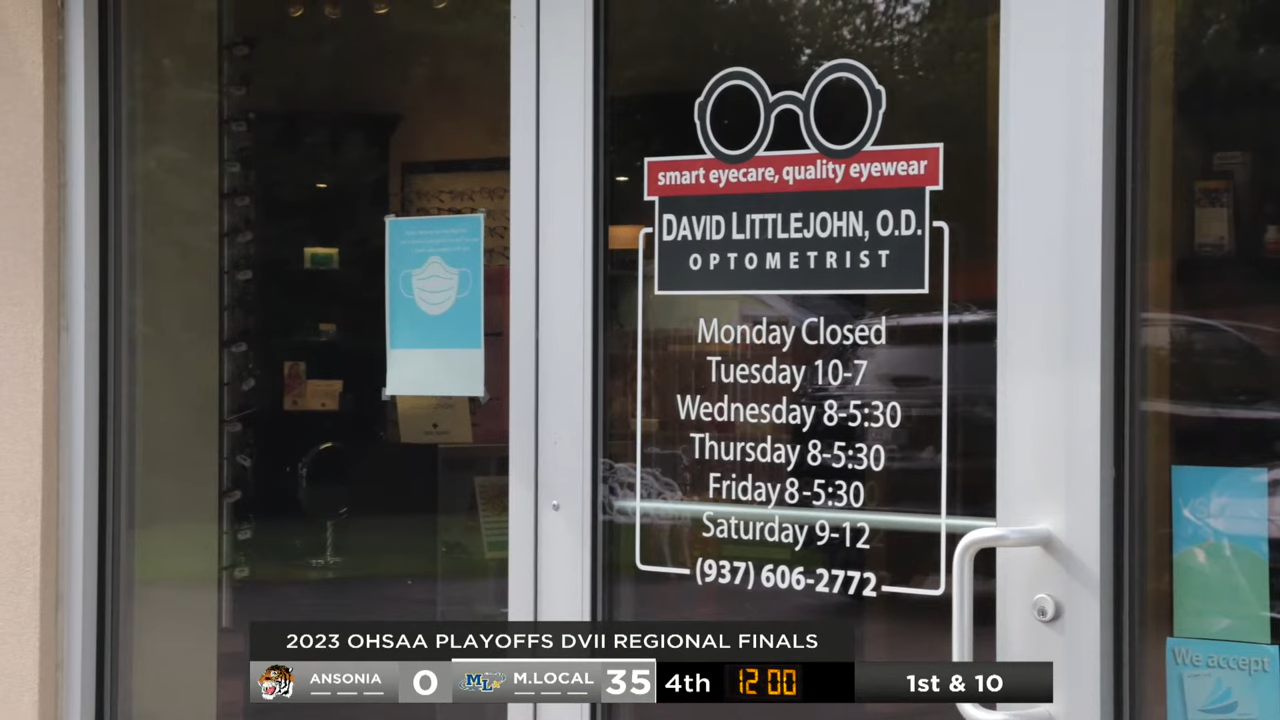 smart eyecare, quality eyewear
DAVID LITTLEJOHN, O.D.
OPTOMETRIST
Monday Closed
Tuesday 10-7
Wednesday 8-5:30
Thursday 8-5:30
Friday 8-5:30
Saturday 9-12
(937) 606-2772
We accept
2023 OHSAA PLAYOFFS DVII REGIONAL FINALS
ANSONIA 0 ML M.LOCAL 35 4th 12 00 1st & 10